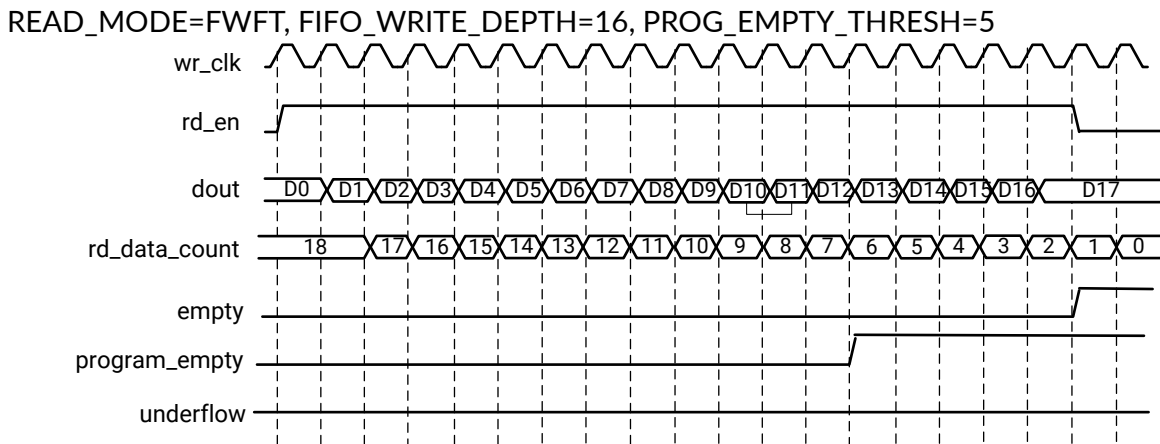 READ_MODE=FWFT, FIFO_WRITE_DEPTH=16, PROG_EMPTY_THRESH=5
wr_clk
rd_en
dout D0 D1 D2 D3 D4 D5 D6 D7 D8 D9 D10 D11 D12 D13 D14 D15 D16 D17
rd_data_count 18 17 16 15 14 13 12 11 10 9 8 7 6 5 4 3 2 1 0
empty
program_empty
underflow